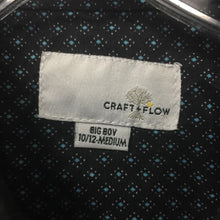 CRAFT+FLOW
BIG BOY
10/12-MEDIUM